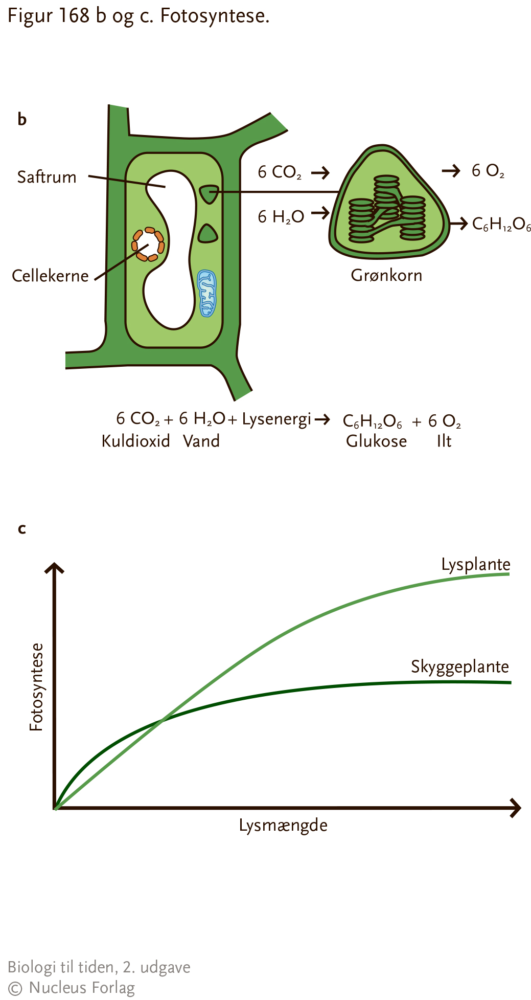 Figur 168 b og c. Fotosyntese.
b
Saftrum
6 CO₂ → → 6 O₂
6 H₂O → → C₆H₁₂O₆
Cellekerne
Grønkorn
6 CO₂ + 6 H₂O + Lysenergi → C₆H₁₂O₆ + 6 O₂
Kuldioxid Vand Glukose Ilt
c
Lysplante
Skyggeplante
Fotosyntese
Lysmængde
Biologi til tiden, 2. udgave
© Nucleus Forlag